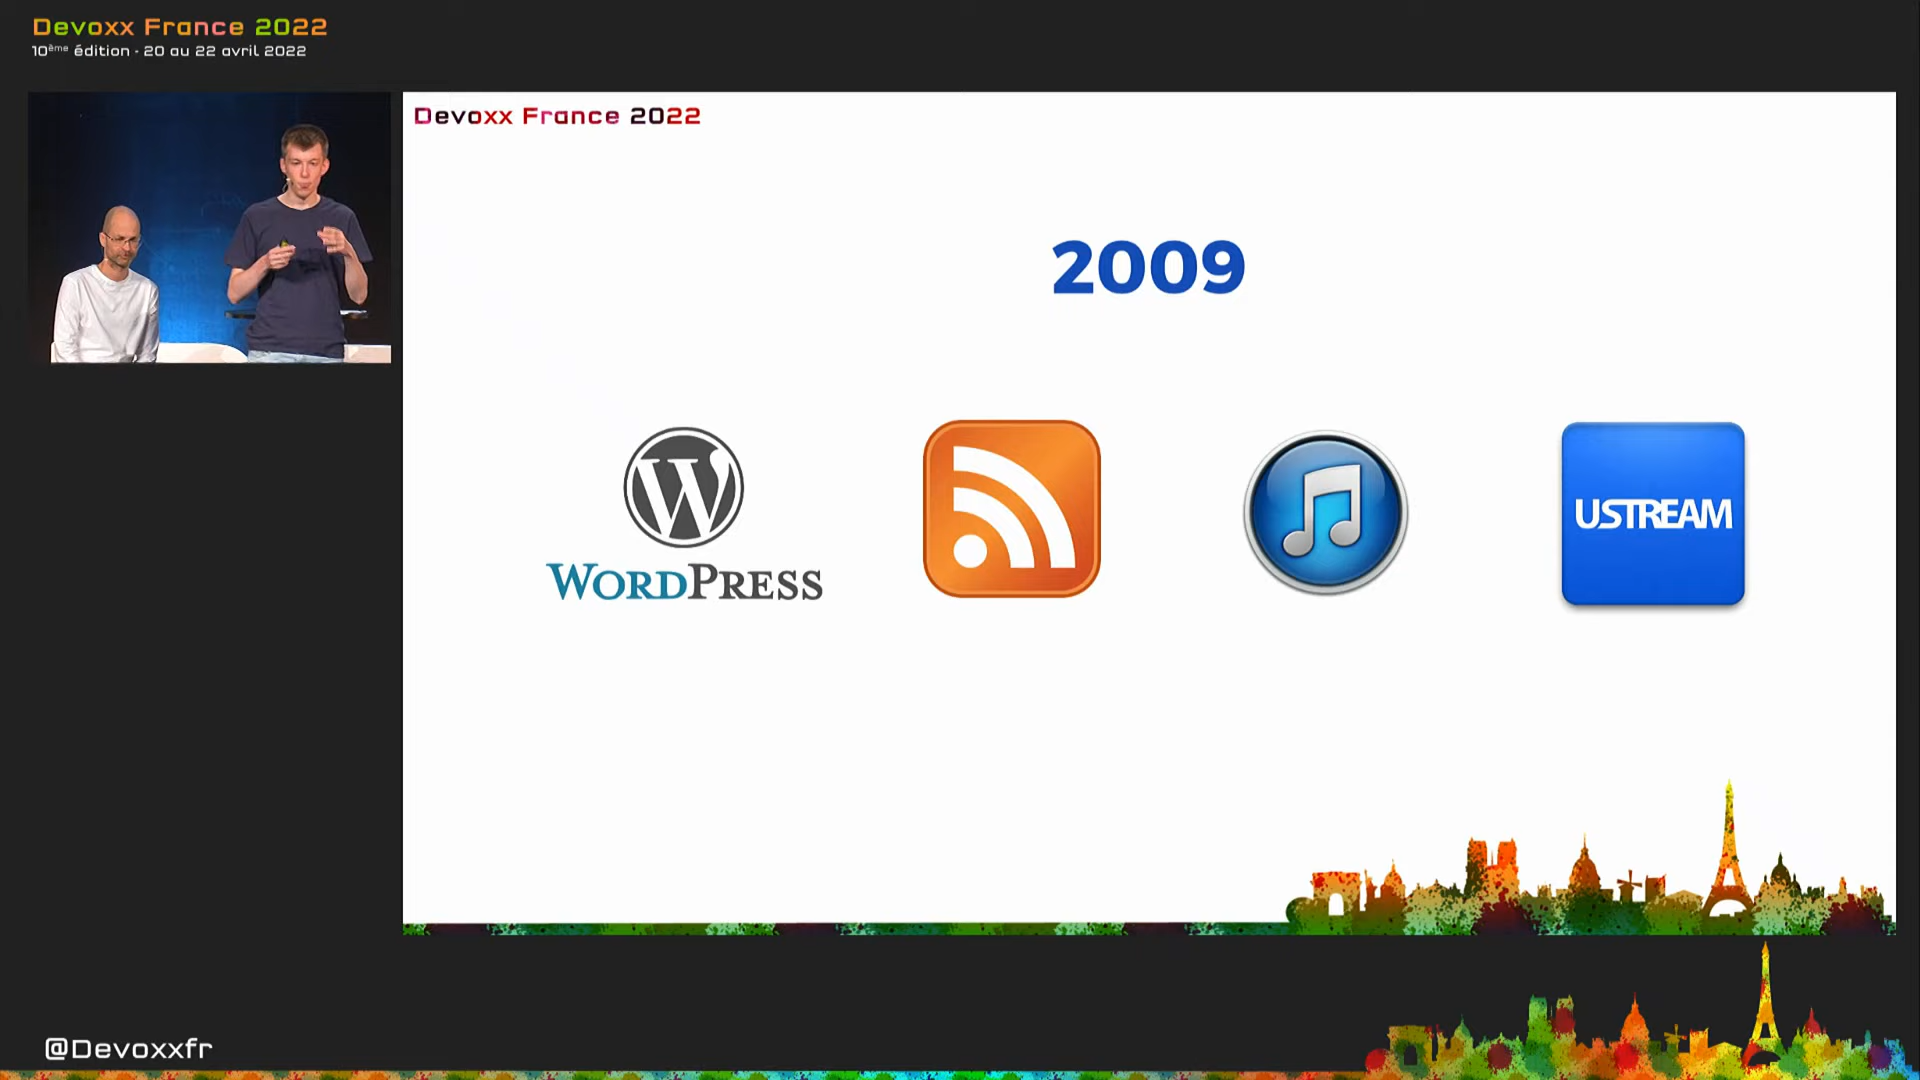 Devoxx France 2022
10ème édition - 20 au 22 avril 2022
Devoxx France 2022
2009
WORDPRESS
USTREAM
@Devoxxfr